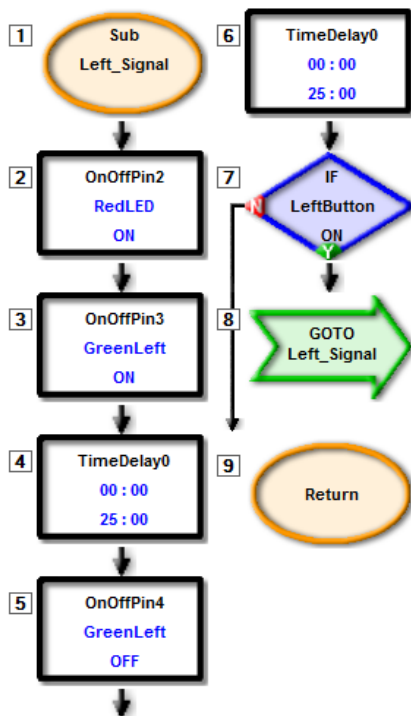 1
Sub
Left_Signal
2
OnOffPin2
RedLED
ON
3
OnOffPin3
GreenLeft
ON
4
TimeDelay0
00 : 00
25 : 00
5
OnOffPin4
GreenLeft
OFF
6
TimeDelay0
00 : 00
25 : 00
7
IF
LeftButton
ON
N
Y
8
GOTO
Left_Signal
9
Return